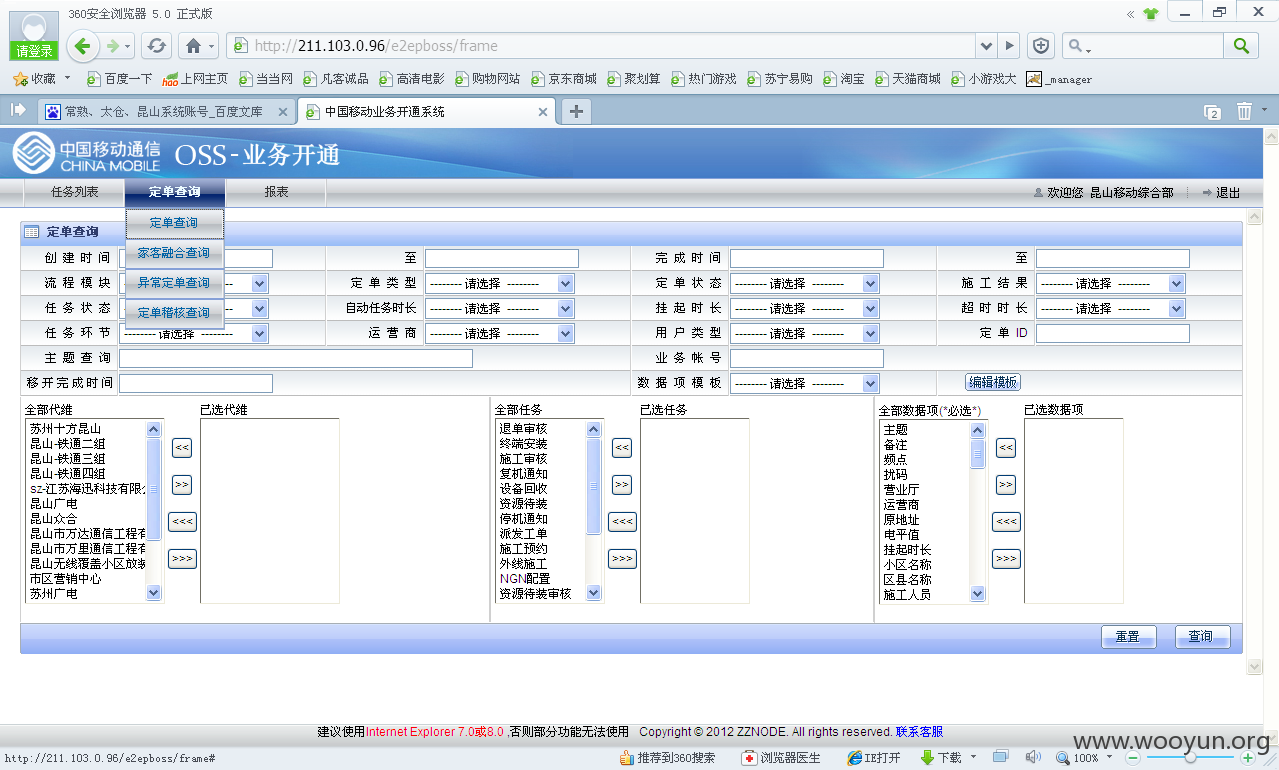 360安全浏览器 5.0 正式版
请登录
http://211.103.0.96/e2epboss/frame
收藏 百度一下 上网主页 当当网 凡客诚品 高清电影 购物网站 京东商城 聚划算 热门游戏 苏宁易购 淘宝 天猫商城 小游戏大 _manager
常熟、太仓、昆山系统账号_百度文库 中国移动业务开通系统 2
中国移动通信 CHINA MOBILE OSS-业务开通
任务列表 定单查询 报表 欢迎您 昆山移动综合部 退出
定单查询
家客融合查询
异常定单查询
定单稽核查询
定单查询
创建时间 至 完成时间 至
流程模块 定单类型 -------- 请选择 -------- 定单状态 -------- 请选择 -------- 施工结果 -------- 请选择 --------
任务状态 自动任务时长 -------- 请选择 -------- 挂起时长 -------- 请选择 -------- 超时时长 -------- 请选择 --------
任务环节 -------- 请选择 -------- 运营商 -------- 请选择 -------- 用户类型 -------- 请选择 -------- 定单ID
主题查询 业务账号
移开完成时间 数据项模板 -------- 请选择 -------- 编辑模板
全部代维 已选代维 全部任务 已选任务 全部数据项(*必选*) 已选数据项
苏州十方昆山
昆山-铁通二组
昆山-铁通三组
昆山-铁通四组
sz-江苏海迅科技有限
昆山广电
昆山众合
昆山市万达通信工程有
昆山市万里通信工程有
昆山无线覆盖小区放装
市区营销中心
苏州广电
<<
>>
<<<
>>>
退单审核
终端安装
施工审核
复机通知
设备回收
资源待装
停机通知
派发工单
施工预约
外线施工
NGN配置
资源待装审核
<<
>>
<<<
>>>
主题
备注
频点
扰码
营业厅
运营商
原地址
电平值
挂起时长
小区名称
区县名称
施工人员
<<
>>
<<<
>>>
重置 查询
建议使用Internet Explorer 7.0或8.0 ,否则部分功能无法使用 Copyright © 2012 ZZNODE. All rights reserved. 联系客服
www.wooyun.org
http://211.103.0.96/e2epboss/frame# 推荐到360搜索 浏览器医生 IE打开 下载 100%